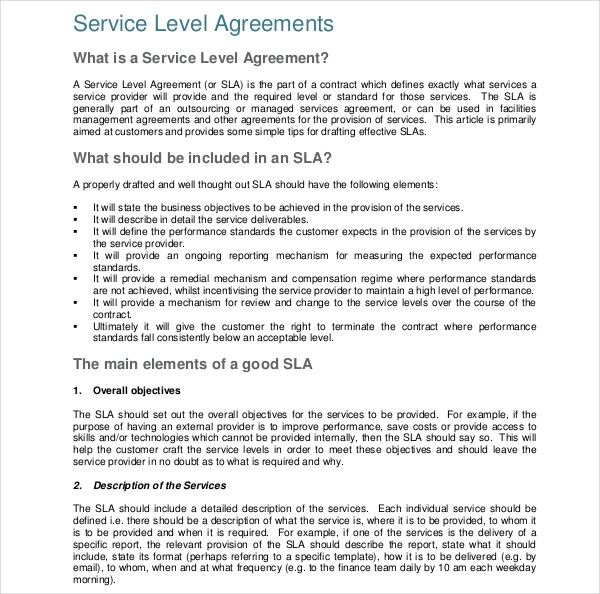 Service Level Agreements
What is a Service Level Agreement?
A Service Level Agreement (or SLA) is the part of a contract which defines exactly what services a
service provider will provide and the required level or standard for those services. The SLA is
generally part of an outsourcing or managed services agreement, or can be used in facilities
management agreements and other agreements for the provision of services. This article is primarily
aimed at customers and provides some simple tips for drafting effective SLAs.
What should be included in an SLA?
A properly drafted and well thought out SLA should have the following elements:
▪ It will state the business objectives to be achieved in the provision of the services.
▪ It will describe in detail the service deliverables.
▪ It will define the performance standards the customer expects in the provision of the services by
the service provider.
▪ It will provide an ongoing reporting mechanism for measuring the expected performance
standards.
▪ It will provide a remedial mechanism and compensation regime where performance standards
are not achieved, whilst incentivising the service provider to maintain a high level of performance.
▪ It will provide a mechanism for review and change to the service levels over the course of the
contract.
▪ Ultimately it will give the customer the right to terminate the contract where performance
standards fall consistently below an acceptable level.
The main elements of a good SLA
1. Overall objectives
The SLA should set out the overall objectives for the services to be provided. For example, if the
purpose of having an external provider is to improve performance, save costs or provide access to
skills and/or technologies which cannot be provided internally, then the SLA should say so. This will
help the customer craft the service levels in order to meet these objectives and should leave the
service provider in no doubt as to what is required and why.
2. Description of the Services
The SLA should include a detailed description of the services. Each individual service should be
defined i.e. there should be a description of what the service is, where it is to be provided, to whom it
is to be provided and when it is required. For example, if one of the services is the delivery of a
specific report, the relevant provision of the SLA should describe the report, state what it should
include, state its format (perhaps referring to a specific template), how it is to be delivered (e.g. by
email), to whom, when and at what frequency (e.g. to the finance team daily by 10 am each weekday
morning).